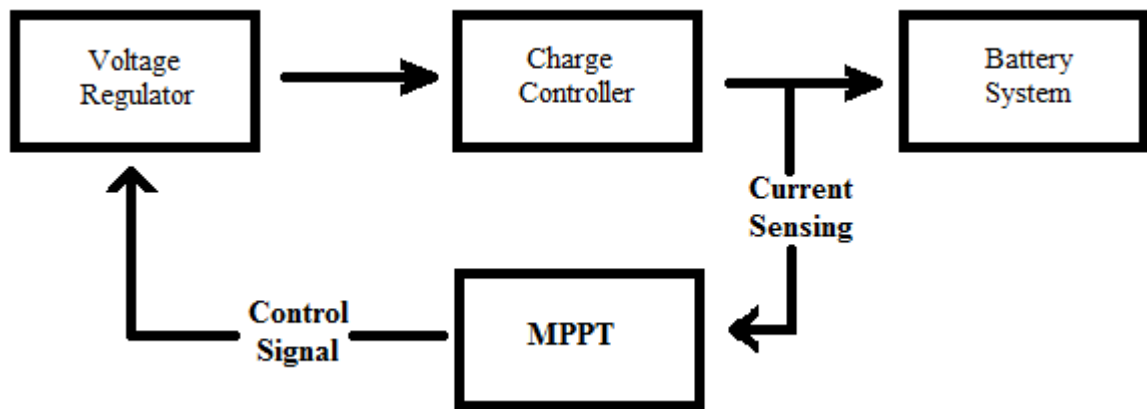 Voltage
Regulator
Charge
Controller
Battery
System
Current
Sensing
Control
Signal
MPPT